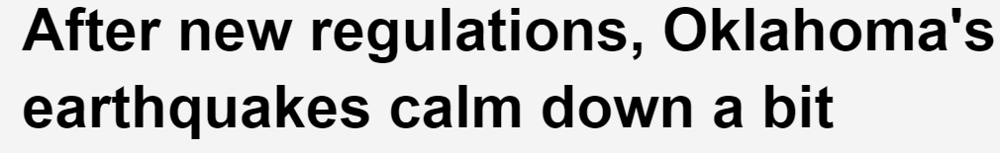 After new regulations, Oklahoma's
earthquakes calm down a bit